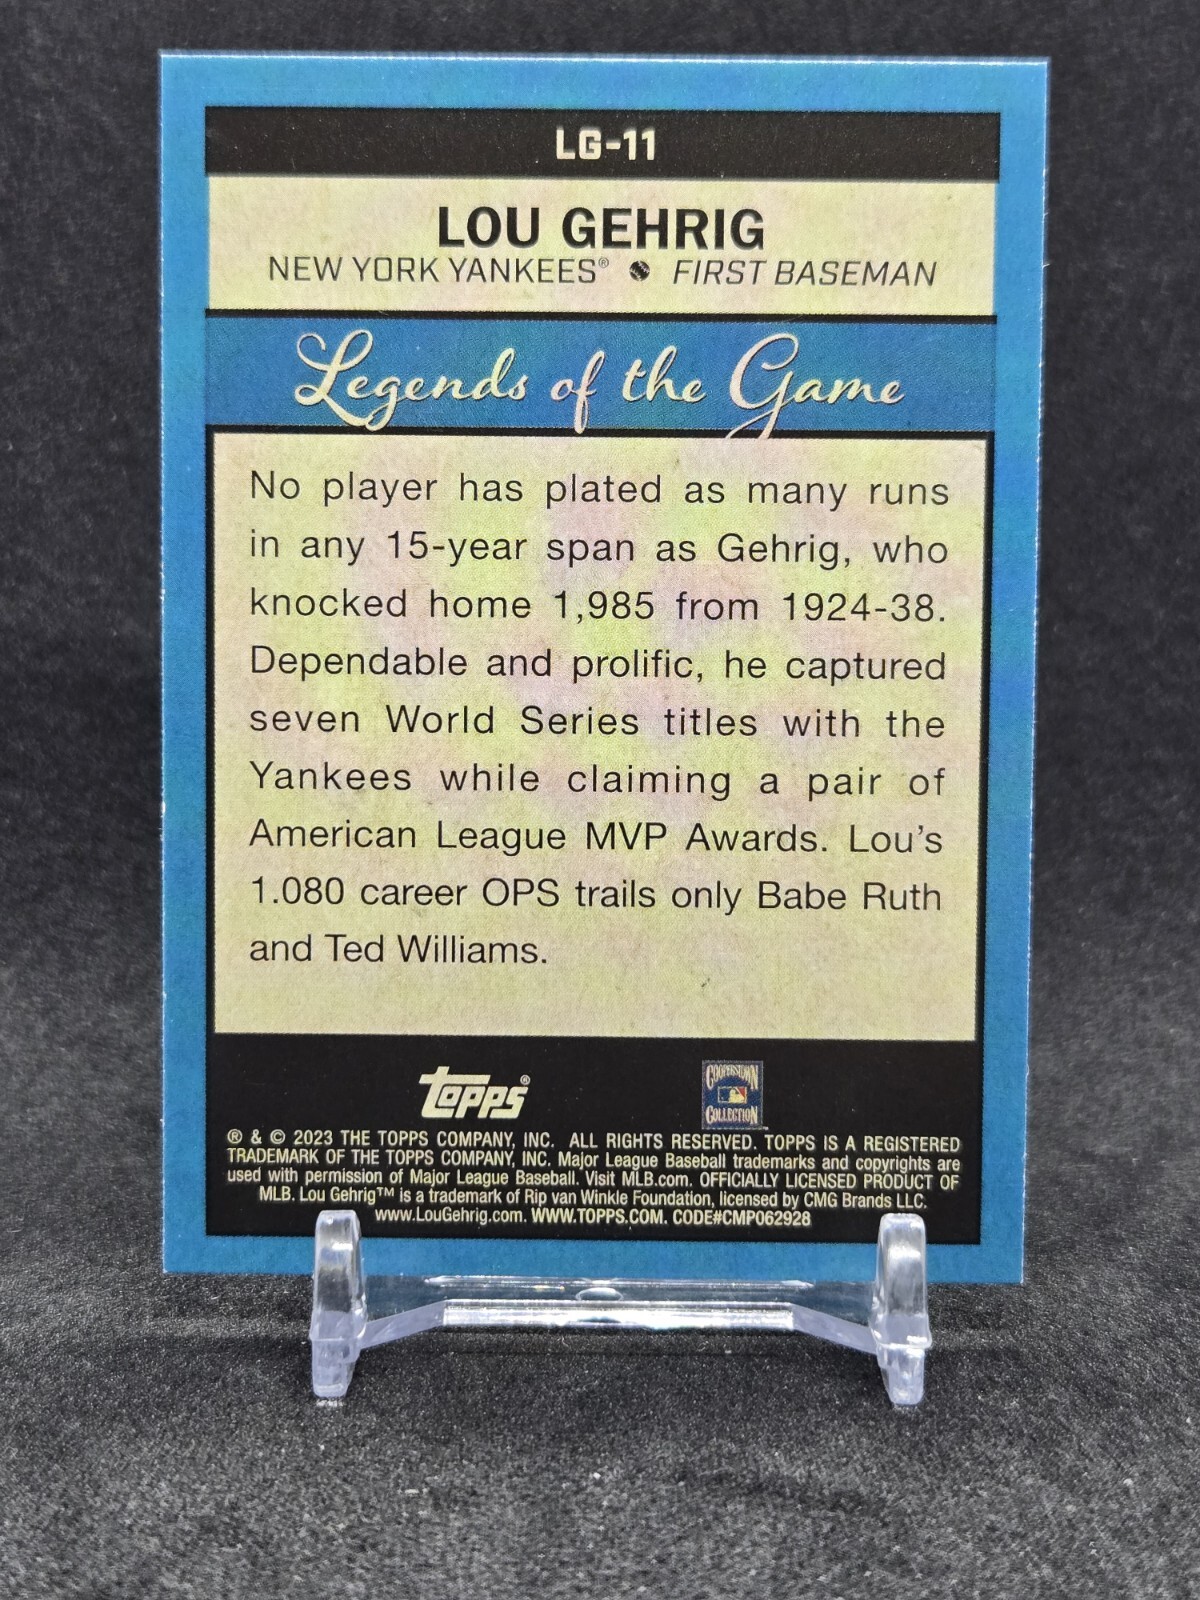 LG-11
LOU GEHRIG
NEW YORK YANKEES® FIRST BASEMAN
Legends of the Game
No player has plated as many runs
in any 15-year span as Gehrig, who
knocked home 1,985 from 1924-38.
Dependable and prolific, he captured
seven World Series titles with the
Yankees while claiming a pair of
American League MVP Awards. Lou's
1.080 career OPS trails only Babe Ruth
and Ted Williams.
topps®
COOPERSTOWN
COLLECTION
® & © 2023 THE TOPPS COMPANY, INC. ALL RIGHTS RESERVED. TOPPS IS A REGISTERED
TRADEMARK OF THE TOPPS COMPANY, INC. Major League Baseball trademarks and copyrights are
used with permission of Major League Baseball. Visit MLB.com. OFFICIALLY LICENSED PRODUCT OF
MLB. Lou Gehrig™ is a trademark of Rip van Winkle Foundation, licensed by CMG Brands LLC.
www.LouGehrig.com. WWW.TOPPS.COM. CODE#CMP062928